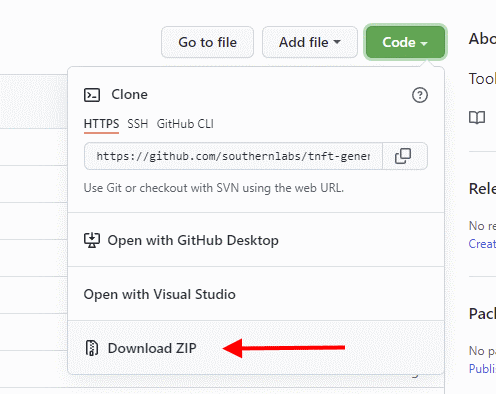 Go to file
Add file
Code
Abo
Clone
Tool
HTTPS SSH GitHub CLI
https://github.com/southernlabs/tnft-gener
Use Git or checkout with SVN using the web URL.
Rele
No re
Creat
Open with GitHub Desktop
Open with Visual Studio
Pack
Download ZIP
No pa
Publi